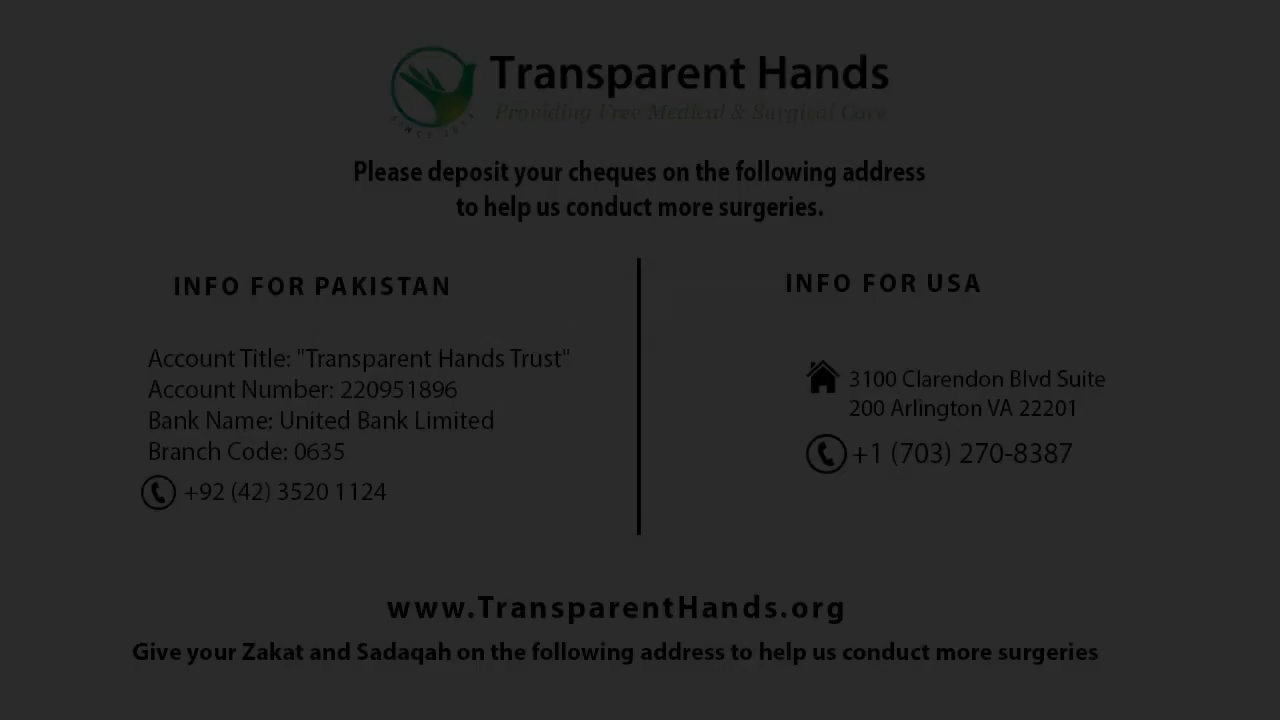 Transparent Hands
Providing Free Medical & Surgical Care
Please deposit your cheques on the following address
to help us conduct more surgeries.
INFO FOR PAKISTAN
Account Title: "Transparent Hands Trust"
Account Number: 220951896
Bank Name: United Bank Limited
Branch Code: 0635
+92 (42) 3520 1124
INFO FOR USA
3100 Clarendon Blvd Suite
200 Arlington VA 22201
+1 (703) 270-8387
www.TransparentHands.org
Give your Zakat and Sadaqah on the following address to help us conduct more surgeries